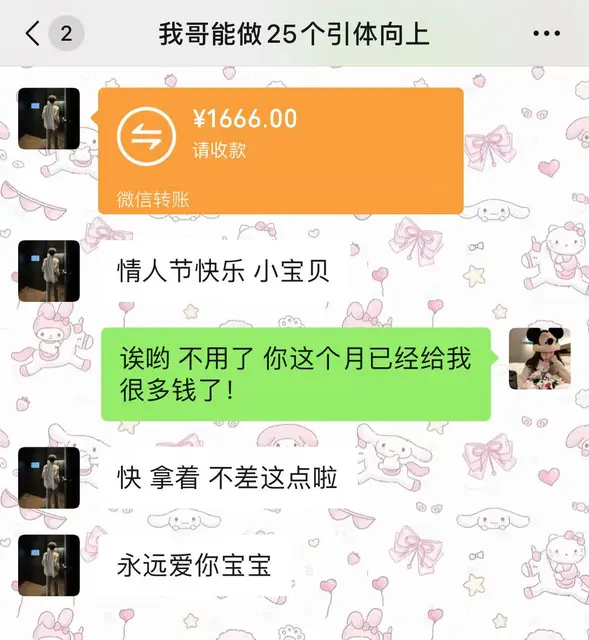 2
我哥能做25个引体向上
¥1666.00
请收款
微信转账
情人节快乐 小宝贝
诶哟 不用了 你这个月已经给我
很多钱了！
快 拿着 不差这点啦
永远爱你宝宝